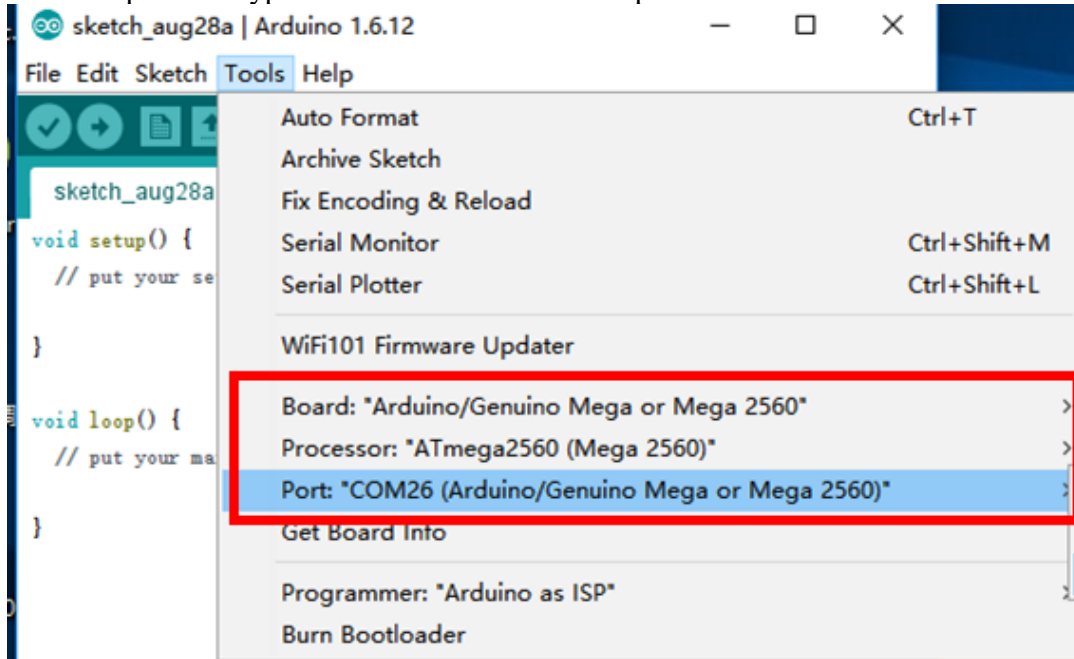 sketch_aug28a | Arduino 1.6.12
File Edit Sketch Tools Help
Auto Format Ctrl+T
Archive Sketch
sketch_aug28a
Fix Encoding & Reload
void setup() {
Serial Monitor Ctrl+Shift+M
// put your se
Serial Plotter Ctrl+Shift+L
}
WiFi101 Firmware Updater
Board: "Arduino/Genuino Mega or Mega 2560"
void loop() {
Processor: "ATmega2560 (Mega 2560)"
// put your ma
Port: "COM26 (Arduino/Genuino Mega or Mega 2560)"
}
Get Board Info
Programmer: "Arduino as ISP"
Burn Bootloader